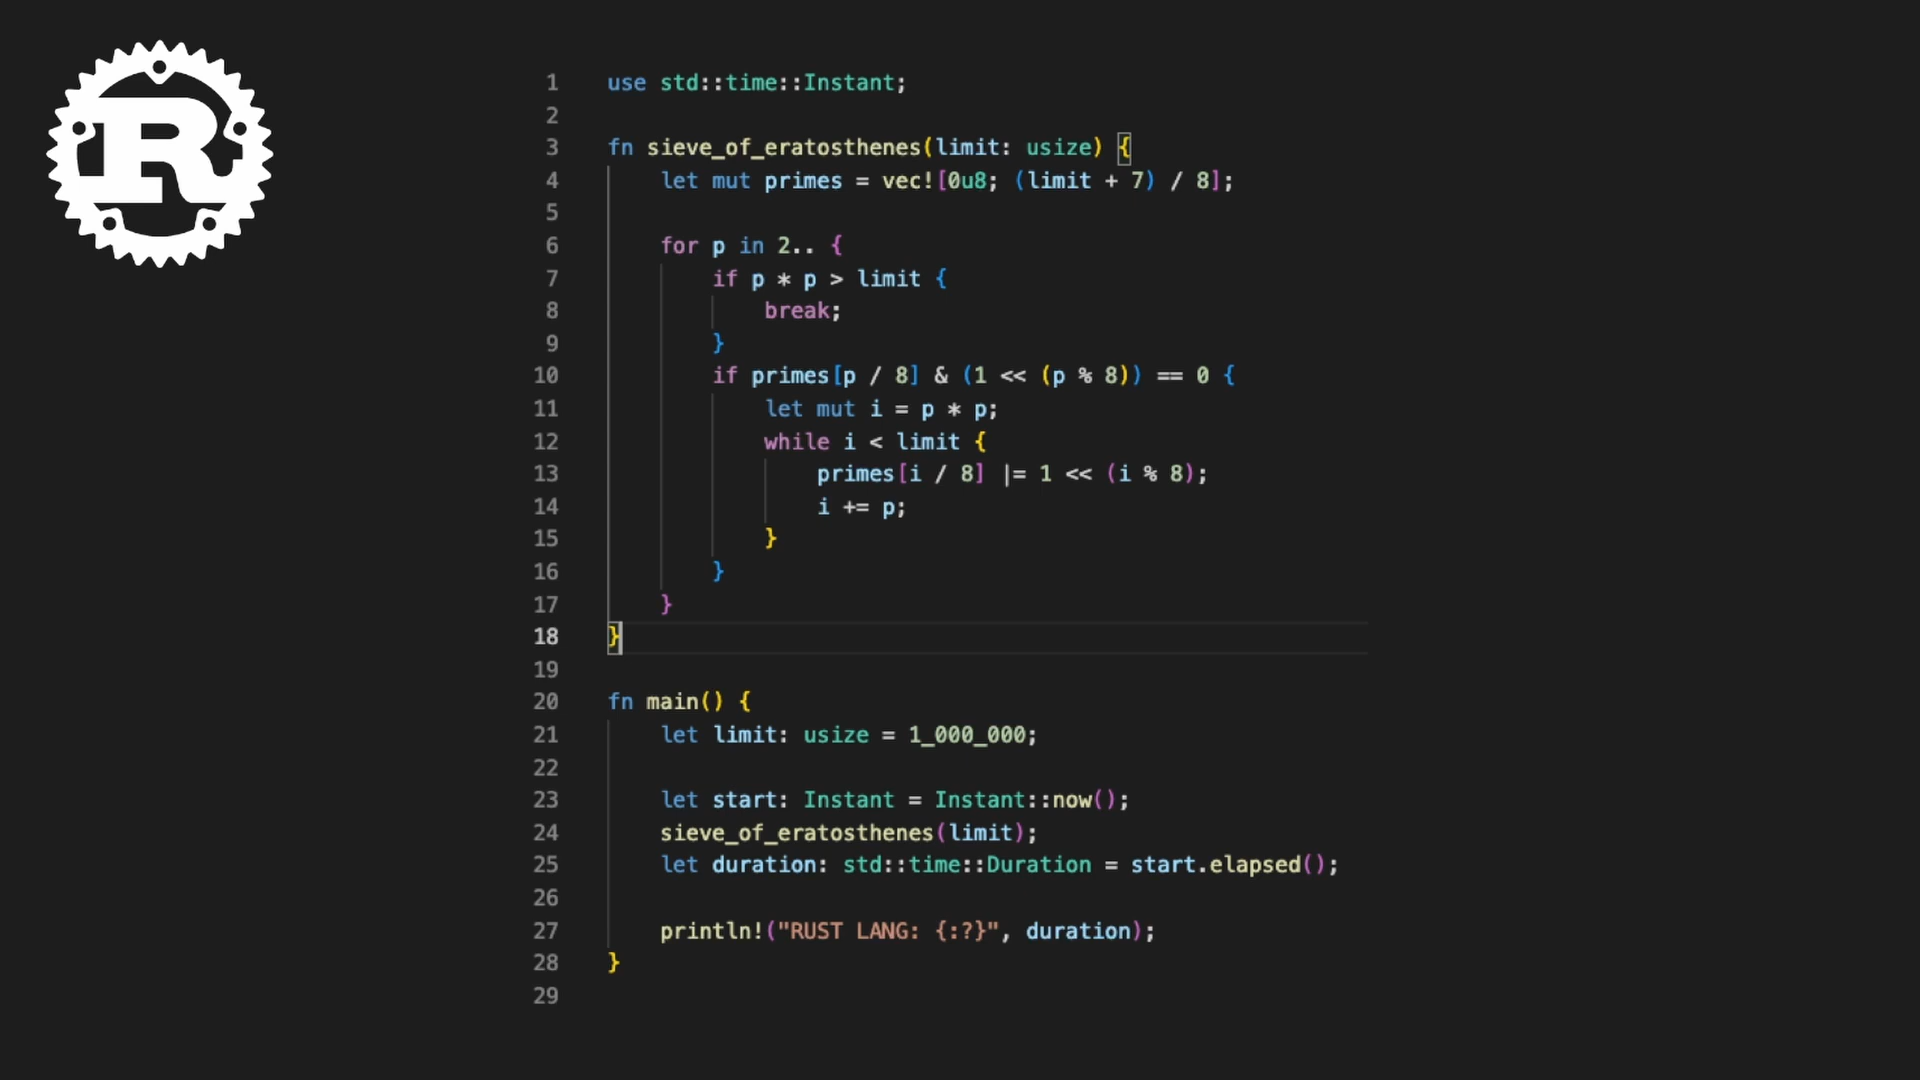 R
1 use std::time::Instant;
2
3 fn sieve_of_eratosthenes(limit: usize) {
4     let mut primes = vec![0u8; (limit + 7) / 8];
5
6     for p in 2.. {
7         if p * p > limit {
8             break;
9         }
10         if primes[p / 8] & (1 << (p % 8)) == 0 {
11             let mut i = p * p;
12             while i < limit {
13                 primes[i / 8] |= 1 << (i % 8);
14                 i += p;
15             }
16         }
17     }
18 }
19
20 fn main() {
21     let limit: usize = 1_000_000;
22
23     let start: Instant = Instant::now();
24     sieve_of_eratosthenes(limit);
25     let duration: std::time::Duration = start.elapsed();
26
27     println!("RUST LANG: {:?}", duration);
28 }
29